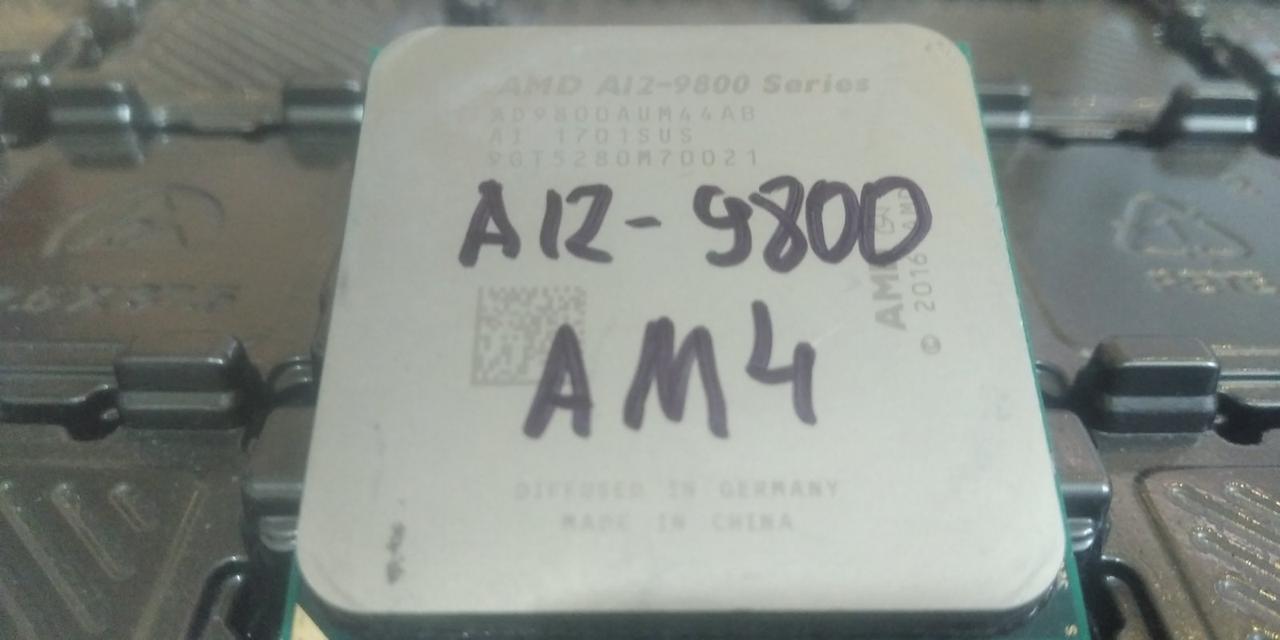 AMD A12-9800 Series
AD9800AUM44AB
AI 1701SUS
9GT5280M70021
A12-9800
AM4
AMD
© 2016 AMD
DIFFUSED IN GERMANY
MADE IN CHINA